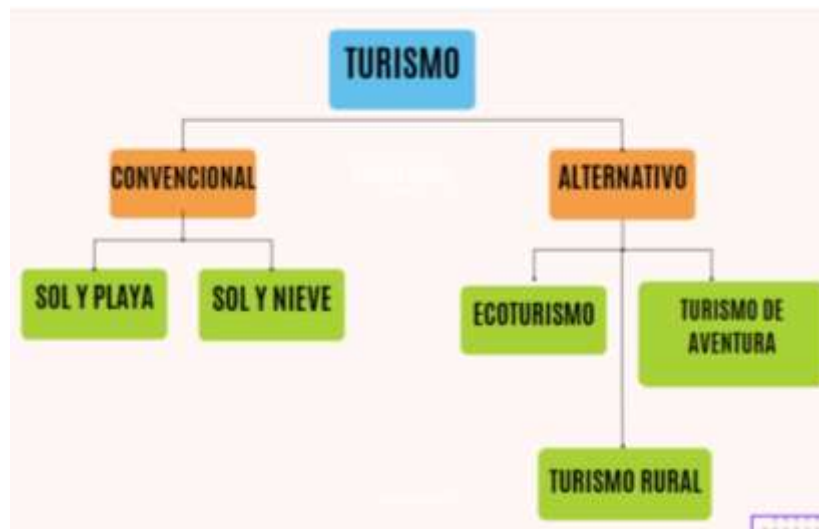 TURISMO
CONVENCIONAL
ALTERNATIVO
SOL Y PLAYA
SOL Y NIEVE
ECOTURISMO
TURISMO DE
AVENTURA
TURISMO RURAL